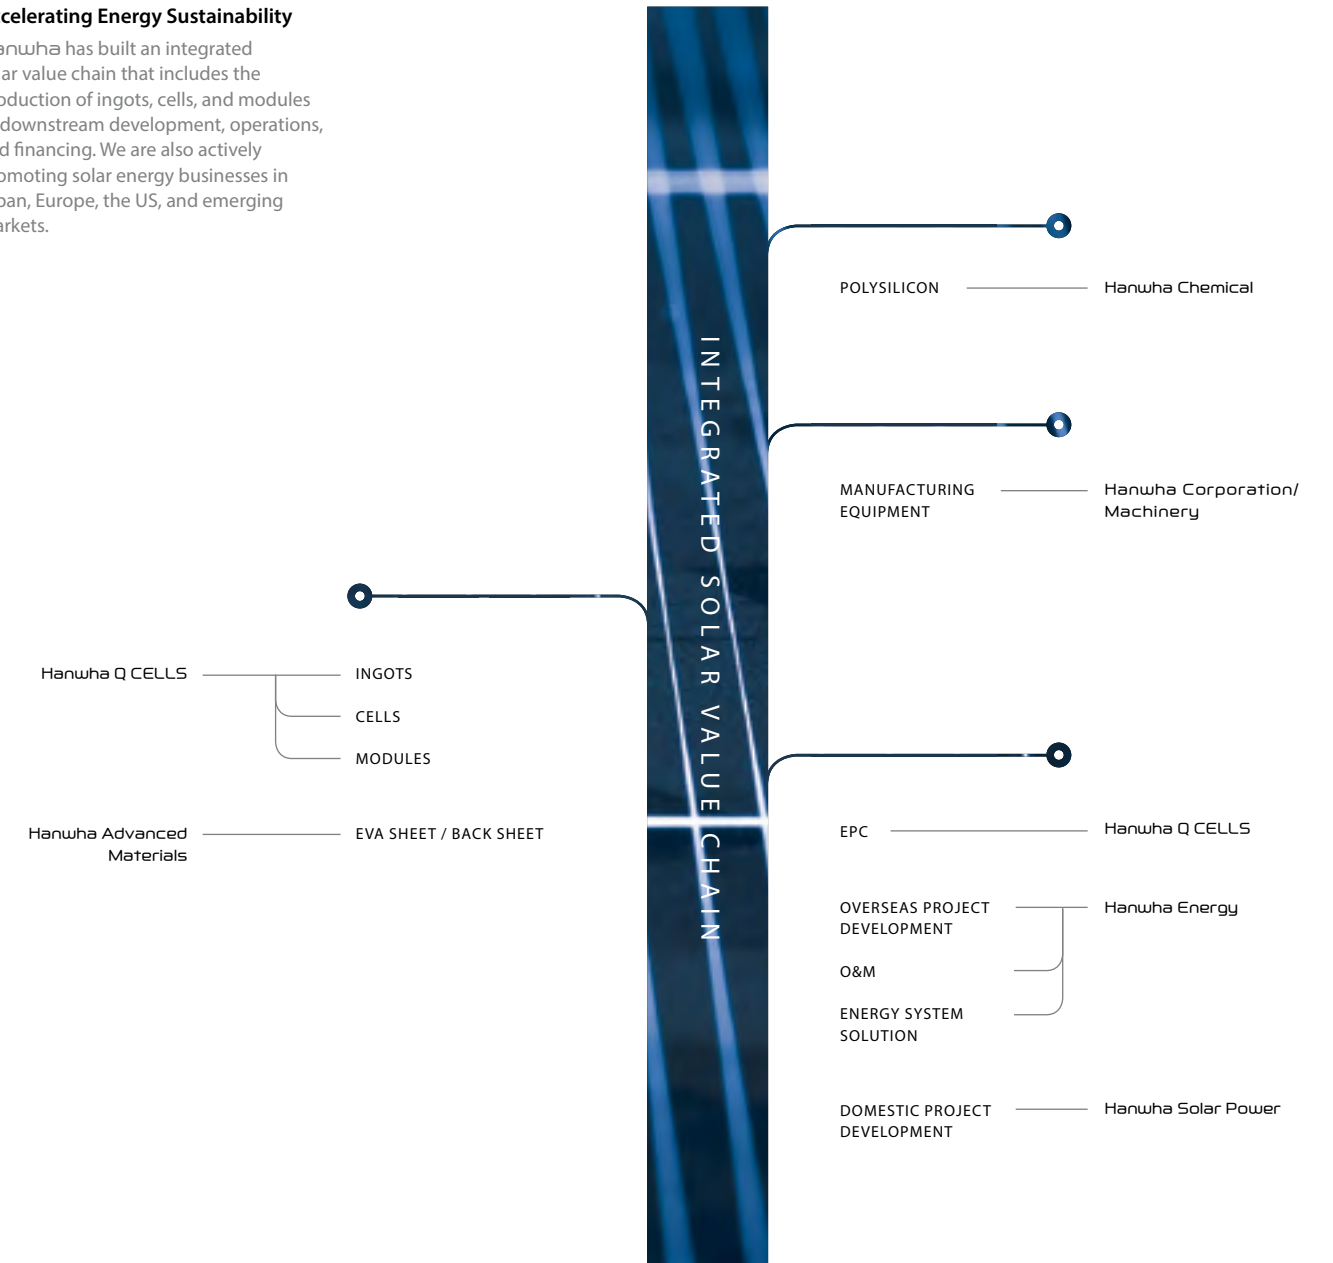 ccelerating Energy Sustainability
anwha has built an integrated
ar value chain that includes the
oduction of ingots, cells, and modules
downstream development, operations,
d financing. We are also actively
omoting solar energy businesses in
pan, Europe, the US, and emerging
arkets.
INTEGRATED SOLAR VALUE CHAIN
POLYSILICON
Hanwha Chemical
MANUFACTURING
EQUIPMENT
Hanwha Corporation/
Machinery
Hanwha Q CELLS
INGOTS
CELLS
MODULES
Hanwha Advanced
Materials
EVA SHEET / BACK SHEET
EPC
Hanwha Q CELLS
OVERSEAS PROJECT
DEVELOPMENT
Hanwha Energy
O&M
ENERGY SYSTEM
SOLUTION
DOMESTIC PROJECT
DEVELOPMENT
Hanwha Solar Power